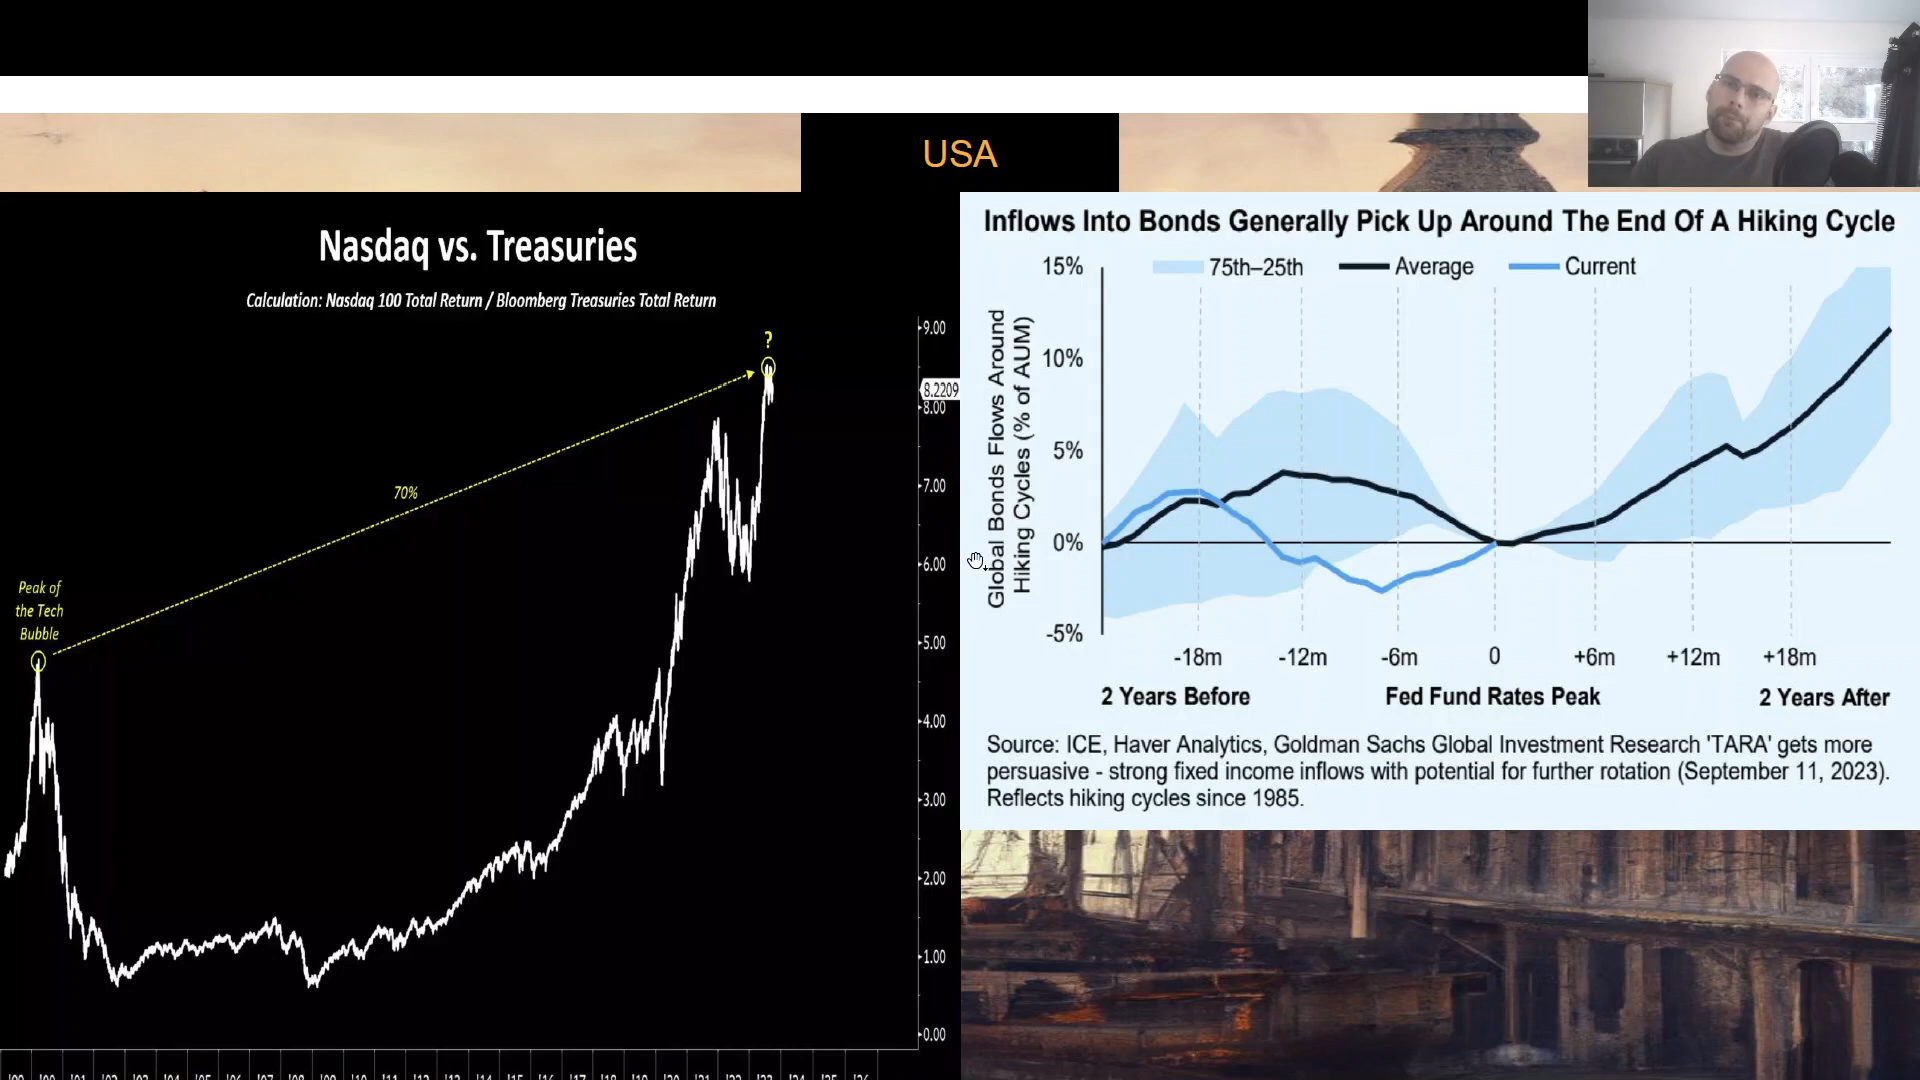 USA
Nasdaq vs. Treasuries
Calculation: Nasdaq 100 Total Return / Bloomberg Treasuries Total Return
?
9.00
8.2209
8.00
70%
7.00
6.00
Peak of
the Tech
Bubble
5.00
4.00
3.00
2.00
1.00
0.00
Inflows Into Bonds Generally Pick Up Around The End Of A Hiking Cycle
75th–25th Average Current
Global Bonds Flows Around
Hiking Cycles (% of AUM)
15%
10%
5%
0%
-5%
-18m -12m -6m 0 +6m +12m +18m
2 Years Before Fed Fund Rates Peak 2 Years After
Source: ICE, Haver Analytics, Goldman Sachs Global Investment Research 'TARA' gets more
persuasive - strong fixed income inflows with potential for further rotation (September 11, 2023).
Reflects hiking cycles since 1985.